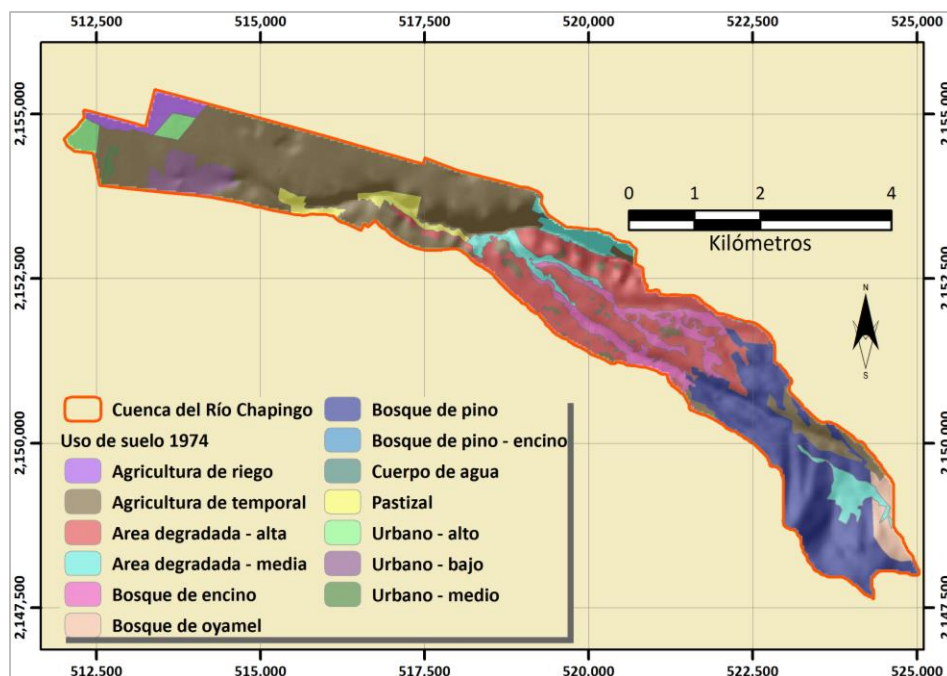 512,500 515,000 517,500 520,000 522,500 525,000
2,155,000 2,155,000
0 1 2 4
Kilómetros
2,152,500 2,152,500
N
S
Cuenca del Río Chapingo
Uso de suelo 1974
Agricultura de riego
Agricultura de temporal
Area degradada - alta
Area degradada - media
Bosque de encino
Bosque de oyamel
Bosque de pino
Bosque de pino - encino
Cuerpo de agua
Pastizal
Urbano - alto
Urbano - bajo
Urbano - medio
2,150,000 2,150,000
2,147,500 2,147,500
512,500 515,000 517,500 520,000 522,500 525,000